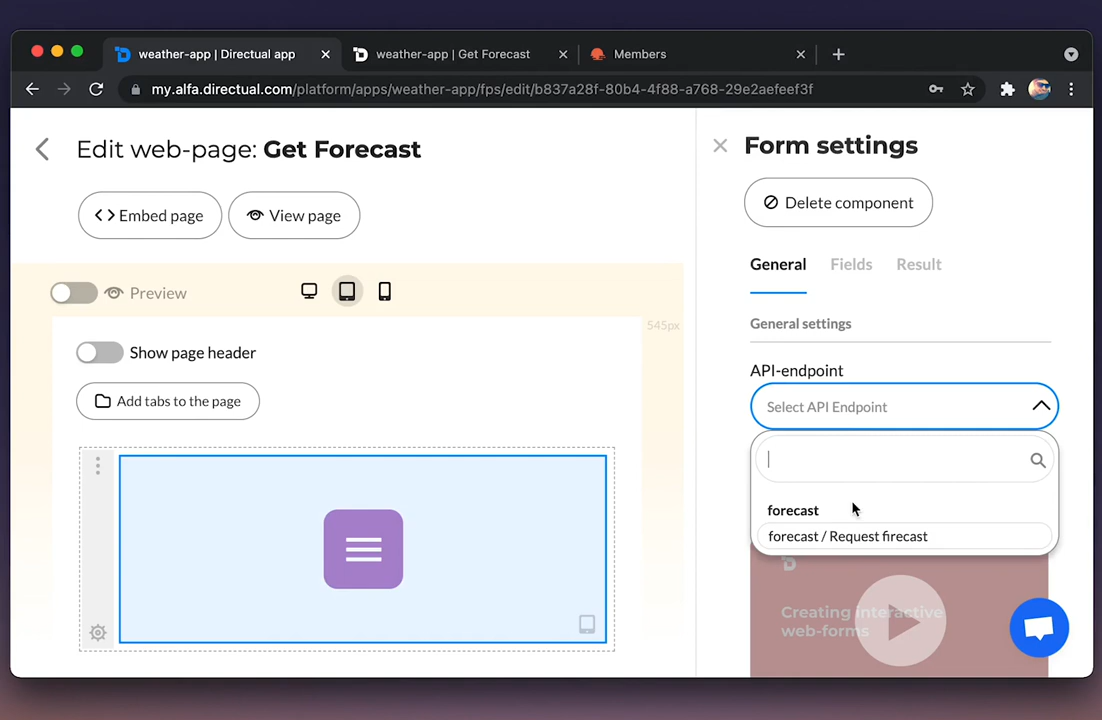 weather-app | Directual app
weather-app | Get Forecast
Members
my.alfa.directual.com/platform/apps/weather-app/fps/edit/b837a28f-80b4-4f88-a768-29e2aefeef3f
Edit web-page: Get Forecast
Embed page
View page
Preview
545px
Show page header
Add tabs to the page
Form settings
Delete component
General
Fields
Result
General settings
API-endpoint
Select API Endpoint
forecast
forecast / Request firecast
Creating interactive
web-forms